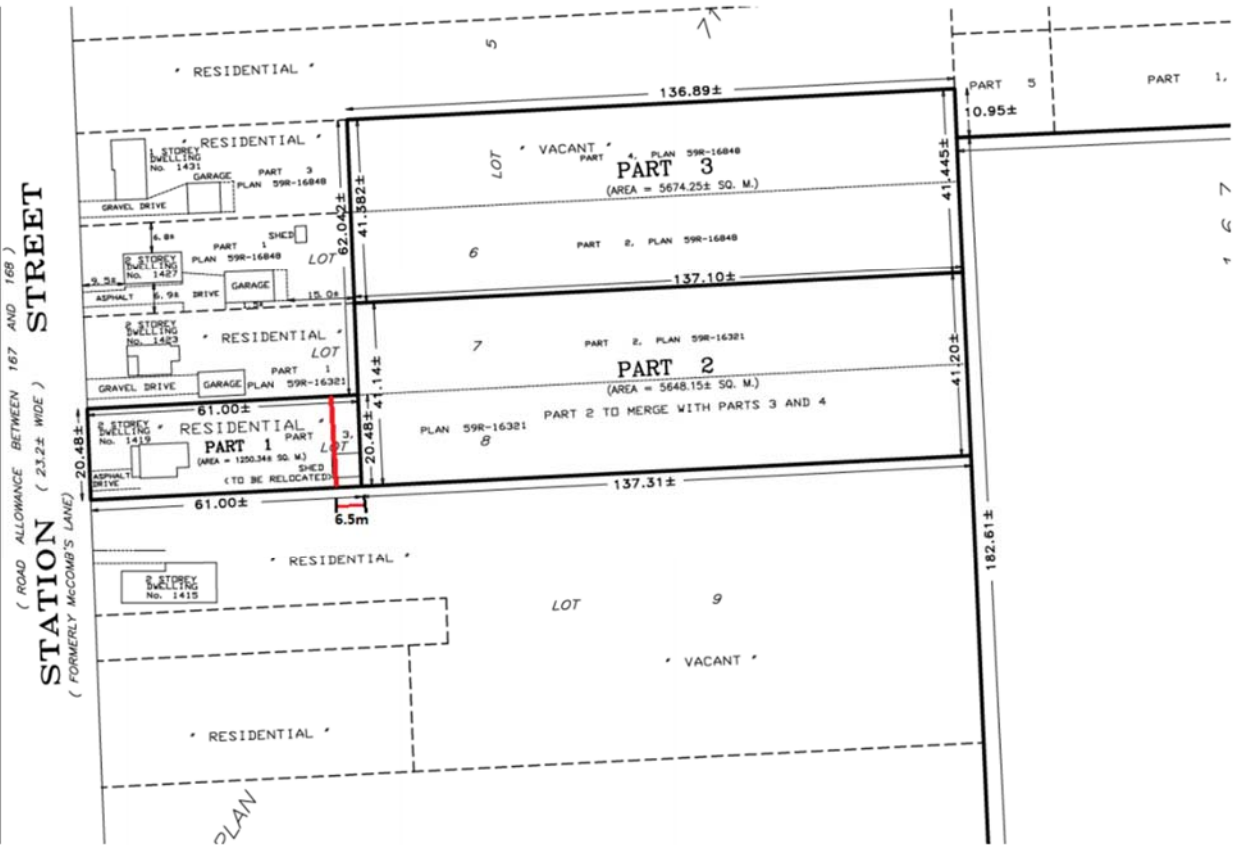 5
" RESIDENTIAL "
136.89±
PART 5
PART 1,
10.95±
" RESIDENTIAL "
1 STOREY
DWELLING
No. 1431
GARAGE
PART 3
PLAN 59R-16848
GRAVEL DRIVE
LOT
" VACANT "
PART 4, PLAN 59R-16848
PART 3
(AREA = 5674.25± SQ. M.)
41.445±
62.042±
41.382±
6.8±
SHED
PART 1
PLAN 59R-16848
LOT
2 STOREY
DWELLING
No. 1427
9.5±
ASPHALT
6.9±
DRIVE
GARAGE
1.5±
15.0±
6
PART 2, PLAN 59R-16848
137.10±
2 STOREY
DWELLING
No. 1423
" RESIDENTIAL "
LOT
PART 1
PLAN 59R-16321
GRAVEL DRIVE
GARAGE
7
PART 2, PLAN 59R-16321
PART 2
(AREA = 5648.15± SQ. M.)
41.14±
41.20±
PART 2 TO MERGE WITH PARTS 3 AND 4
PLAN 59R-16321
8
61.00±
20.48±
2 STOREY
DWELLING
No. 1419
" RESIDENTIAL "
PART 1
PART 3,
LOT
(AREA = 1250.34± SQ. M.)
SHED
(TO BE RELOCATED)
ASPHALT
DRIVE
20.48±
61.00±
6.5m
137.31±
182.61±
" RESIDENTIAL "
2 STOREY
DWELLING
No. 1415
LOT 9
" VACANT "
" RESIDENTIAL "
PLAN
1 6 7
( ROAD ALLOWANCE BETWEEN 167 AND 168 )
STATION ( 23.2± WIDE ) STREET
( FORMERLY McCOMB'S LANE)